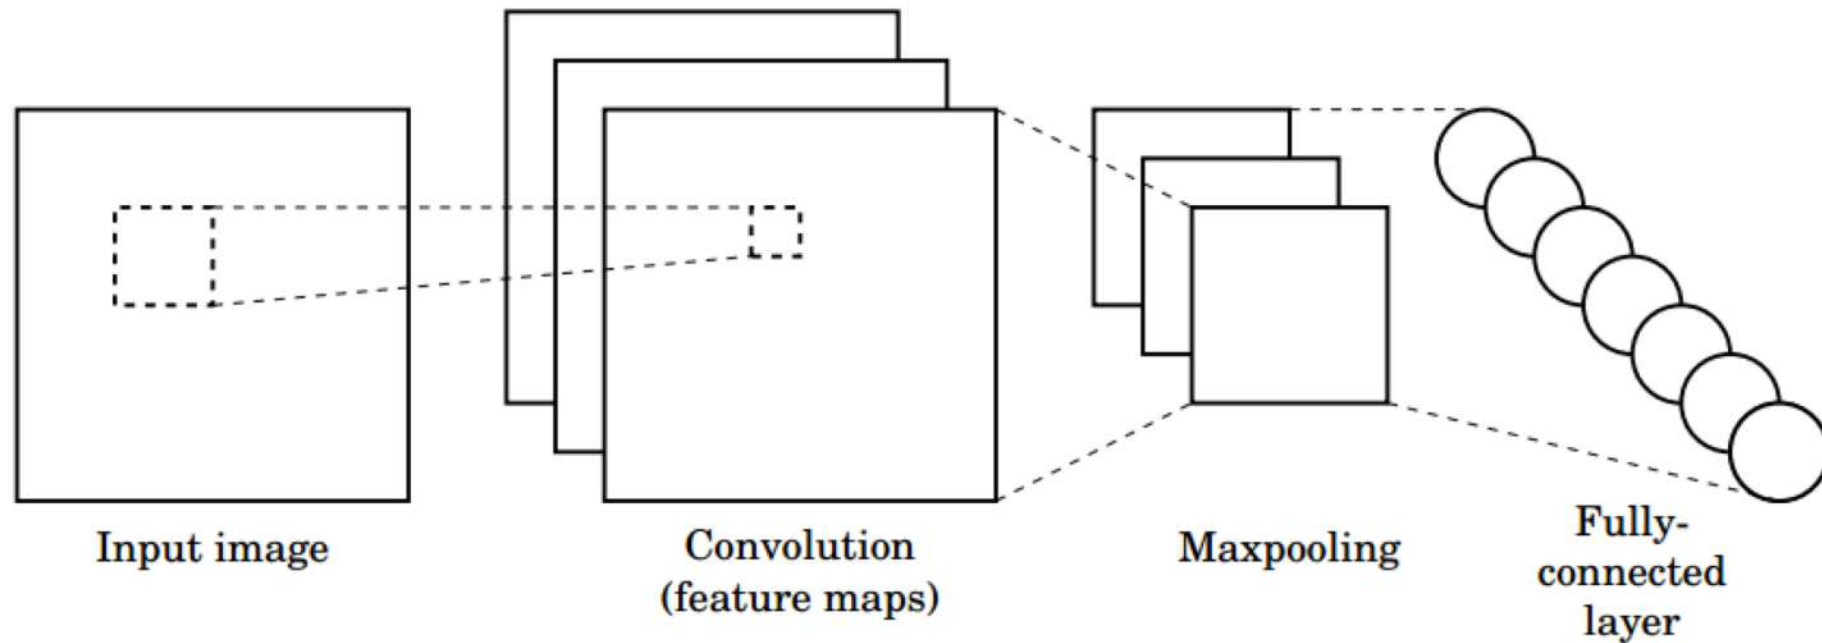 Input image
Convolution
(feature maps)
Maxpooling
Fully-
connected
layer